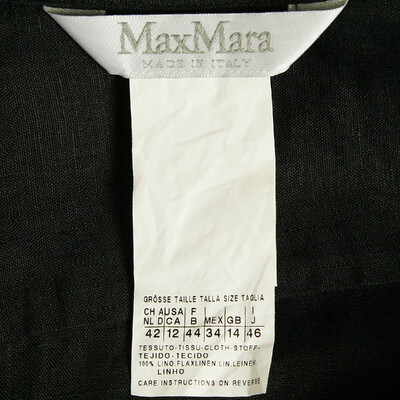 MaxMara
MADE IN ITALY
GRÖSSE TAILLE TALLA SIZE TAGLIA
CH AUSA F I
NL D CA B MEX GB J
42 12 44 34 14 46
TESSUTO-TISSU-CLOTH-STOFF-
TEJIDO-TECIDO
100% LINO,FLAX,LINEN,LIN,LEINEN,
LINHO
CARE INSTRUCTIONS ON REVERSE